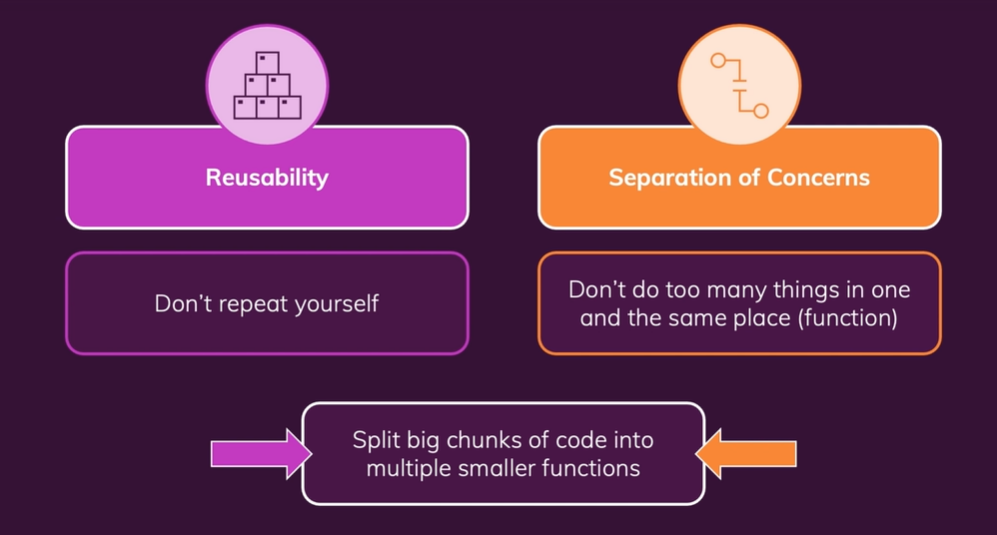 Reusability
Don't repeat yourself
Separation of Concerns
Don't do too many things in one
and the same place (function)
Split big chunks of code into
multiple smaller functions